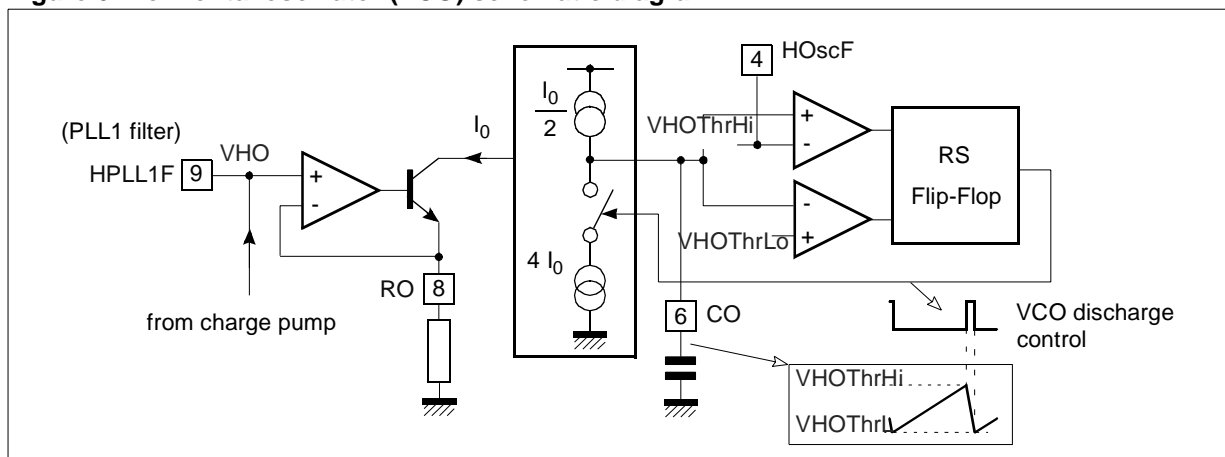 4 HOscF
I0
2
(PLL1 filter)
HPLL1F 9
VHO
+
-
I0
VHOThrHi
+
-
RS
Flip-Flop
-
+
VHOThrLo
4 I0
RO 8
from charge pump
6 CO
VCO discharge
control
VHOThrHi
VHOThrL